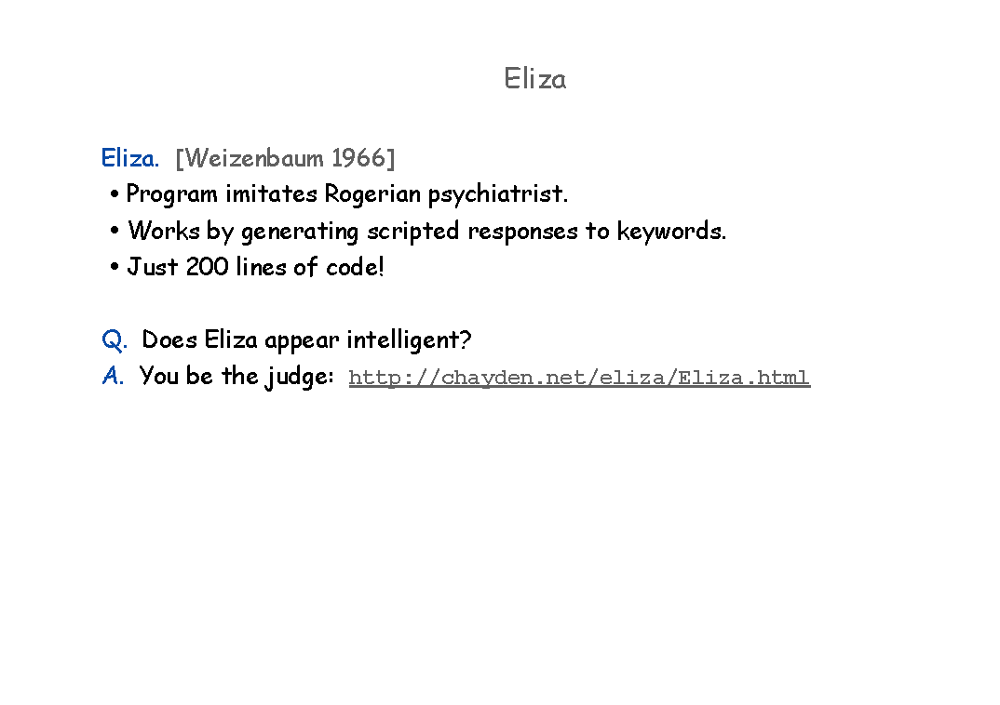 Eliza
Eliza. [Weizenbaum 1966]
• Program imitates Rogerian psychiatrist.
• Works by generating scripted responses to keywords.
• Just 200 lines of code!
Q. Does Eliza appear intelligent?
A. You be the judge: http://chayden.net/eliza/Eliza.html